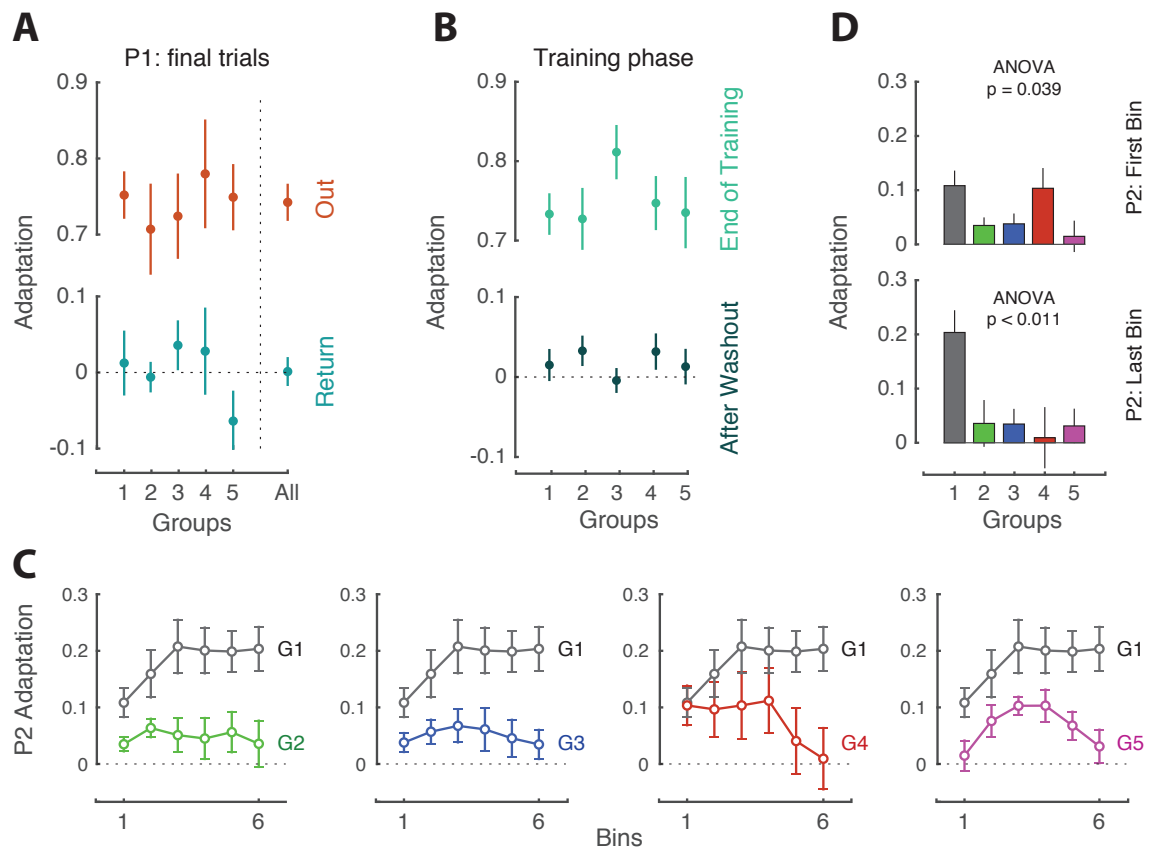 A
P1: final trials
0.9
0.8
0.7
0.1
0
-0.1
Adaptation
Out
Return
1 2 3 4 5 All
Groups
B
Training phase
0.9
0.8
0.7
0.1
0
-0.1
Adaptation
End of Training
After Washout
1 2 3 4 5
Groups
D
ANOVA
p = 0.039
0.3
0.2
0.1
0
P2: First Bin
Adaptation
ANOVA
p < 0.011
0.3
0.2
0.1
0
P2: Last Bin
1 2 3 4 5
Groups
C
P2 Adaptation
0.3
0.2
0.1
0
G1
G2
1 6
0.3
0.2
0.1
0
G1
G3
1 6
0.3
0.2
0.1
0
G1
G4
1 6
0.3
0.2
0.1
0
G1
G5
1 6
Bins